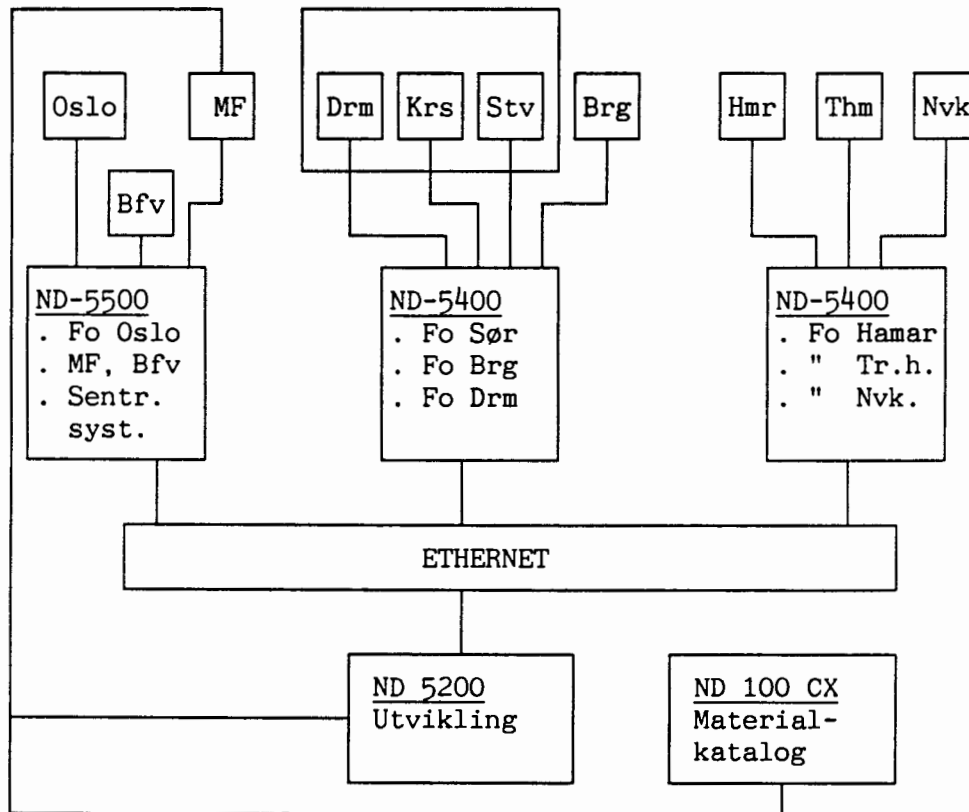 Oslo
MF
Drm
Krs
Stv
Brg
Hmr
Thm
Nvk
Bfv
ND-5500
. Fo Oslo
. MF, Bfv
. Sentr.
syst.
ND-5400
. Fo Sør
. Fo Brg
. Fo Drm
ND-5400
. Fo Hamar
. " Tr.h.
. " Nvk.
ETHERNET
ND 5200
Utvikling
ND 100 CX
Material-
katalog